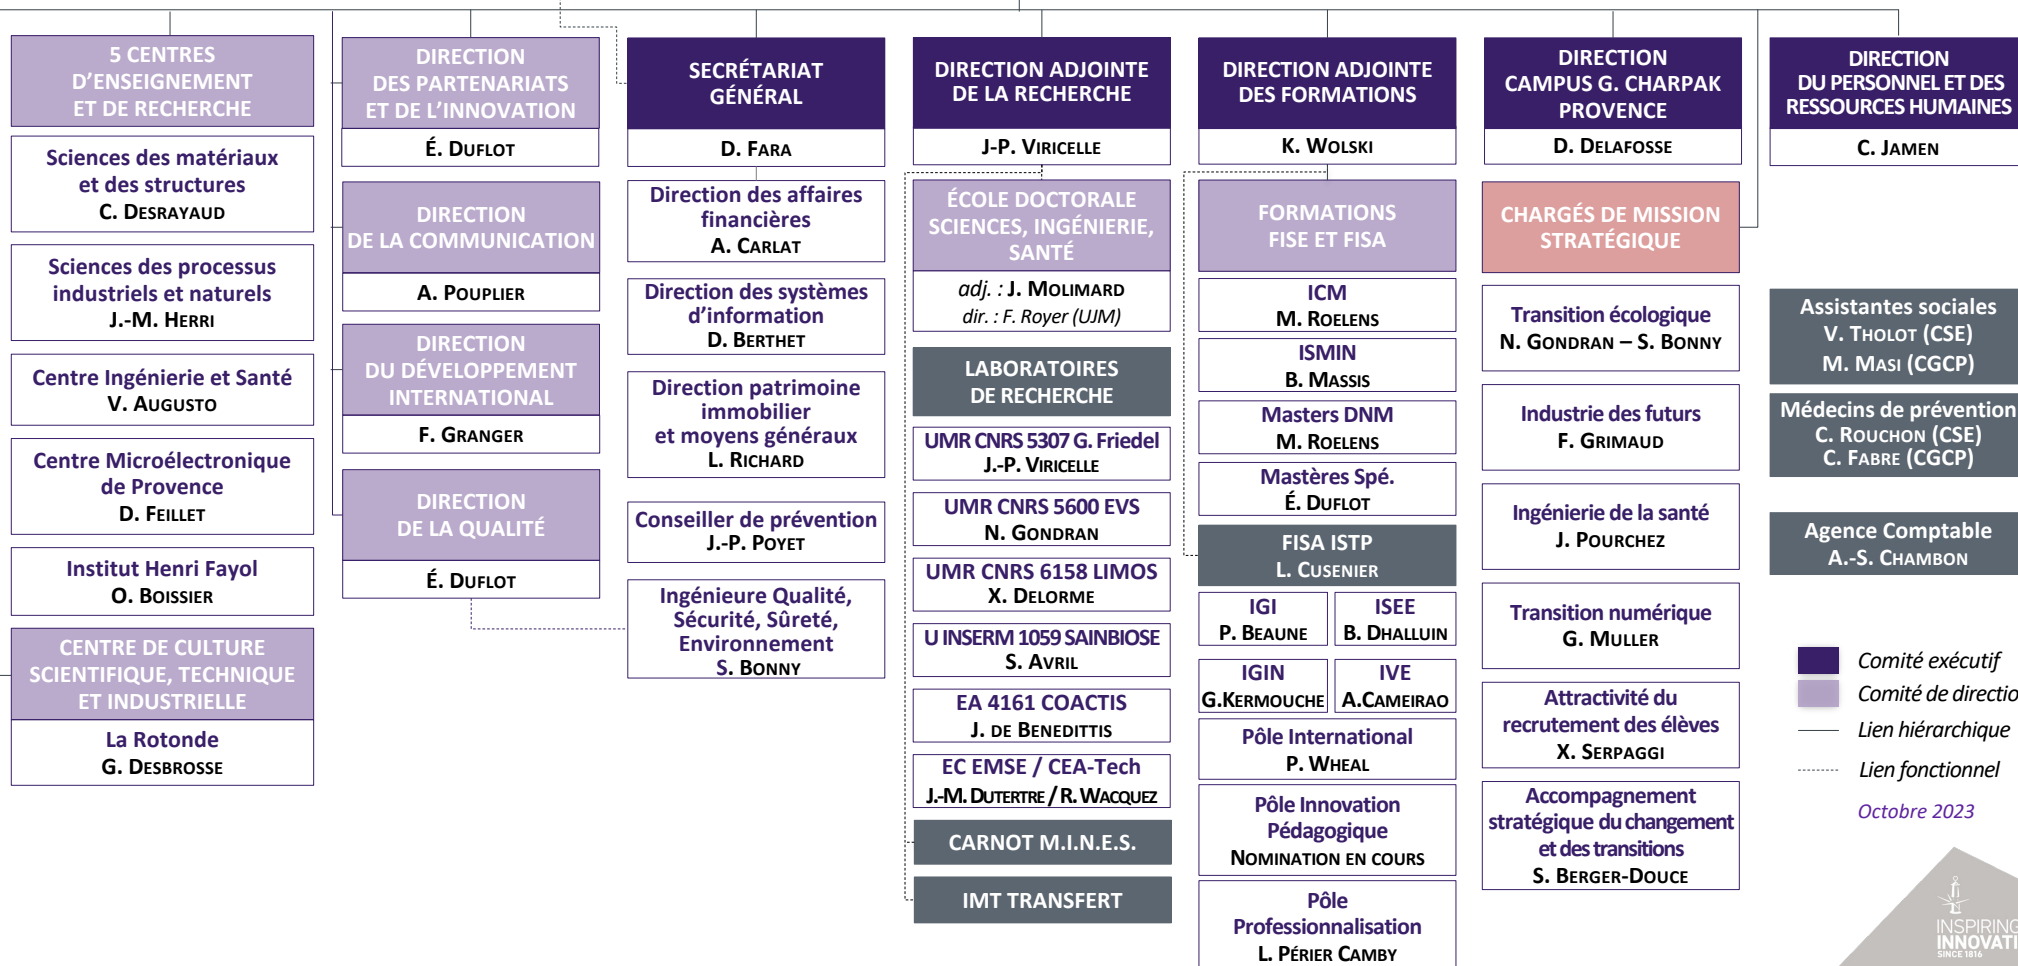 5 CENTRES
D'ENSEIGNEMENT
ET DE RECHERCHE
Sciences des matériaux
et des structures
C. DESRAYAUD
Sciences des processus
industriels et naturels
J.-M. HERRI
Centre Ingénierie et Santé
V. AUGUSTO
Centre Microélectronique
de Provence
D. FEILLET
Institut Henri Fayol
O. BOISSIER
CENTRE DE CULTURE
SCIENTIFIQUE, TECHNIQUE
ET INDUSTRIELLE
La Rotonde
G. DESBROSSE
DIRECTION
DES PARTENARIATS
ET DE L'INNOVATION
É. DUFLOT
DIRECTION
DE LA COMMUNICATION
A. POUPLIER
DIRECTION
DU DÉVELOPPEMENT
INTERNATIONAL
F. GRANGER
DIRECTION
DE LA QUALITÉ
É. DUFLOT
SECRÉTARIAT
GÉNÉRAL
D. FARA
Direction des affaires
financières
A. CARLAT
Direction des systèmes
d'information
D. BERTHET
Direction patrimoine
immobilier
et moyens généraux
L. RICHARD
Conseiller de prévention
J.-P. POYET
Ingénieure Qualité,
Sécurité, Sûreté,
Environnement
S. BONNY
DIRECTION ADJOINTE
DE LA RECHERCHE
J-P. VIRICELLE
ÉCOLE DOCTORALE
SCIENCES, INGÉNIERIE,
SANTÉ
adj. : J. MOLIMARD
dir. : F. Royer (UJM)
LABORATOIRES
DE RECHERCHE
UMR CNRS 5307 G. Friedel
J.-P. VIRICELLE
UMR CNRS 5600 EVS
N. GONDRAN
UMR CNRS 6158 LIMOS
X. DELORME
U INSERM 1059 SAINBIOSE
S. AVRIL
EA 4161 COACTIS
J. DE BENEDITTIS
EC EMSE / CEA-Tech
J.-M. DUTERTRE / R. WACQUEZ
CARNOT M.I.N.E.S.
IMT TRANSFERT
DIRECTION ADJOINTE
DES FORMATIONS
K. WOLSKI
FORMATIONS
FISE ET FISA
ICM
M. ROELENS
ISMIN
B. MASSIS
Masters DNM
M. ROELENS
Mastères Spé.
É. DUFLOT
FISA ISTP
L. CUSENIER
IGI
P. BEAUNE
ISEE
B. DHALLUIN
IGIN
G.KERMOUCHE
IVE
A.CAMEIRAO
Pôle International
P. WHEAL
Pôle Innovation
Pédagogique
NOMINATION EN COURS
Pôle
Professionnalisation
L. PÉRIER CAMBY
DIRECTION
CAMPUS G. CHARPAK
PROVENCE
D. DELAFOSSE
CHARGÉS DE MISSION
STRATÉGIQUE
Transition écologique
N. GONDRAN – S. BONNY
Industrie des futurs
F. GRIMAUD
Ingénierie de la santé
J. POURCHEZ
Transition numérique
G. MULLER
Attractivité du
recrutement des élèves
X. SERPAGGI
Accompagnement
stratégique du changement
et des transitions
S. BERGER-DOUCE
DIRECTION
DU PERSONNEL ET DES
RESSOURCES HUMAINES
C. JAMEN
Assistantes sociales
V. THOLOT (CSE)
M. MASI (CGCP)
Médecins de prévention
C. ROUCHON (CSE)
C. FABRE (CGCP)
Agence Comptable
A.-S. CHAMBON
Comité exécutif
Comité de directio
Lien hiérarchique
Lien fonctionnel
Octobre 2023
INSPIRING
INNOVATI
SINCE 1816